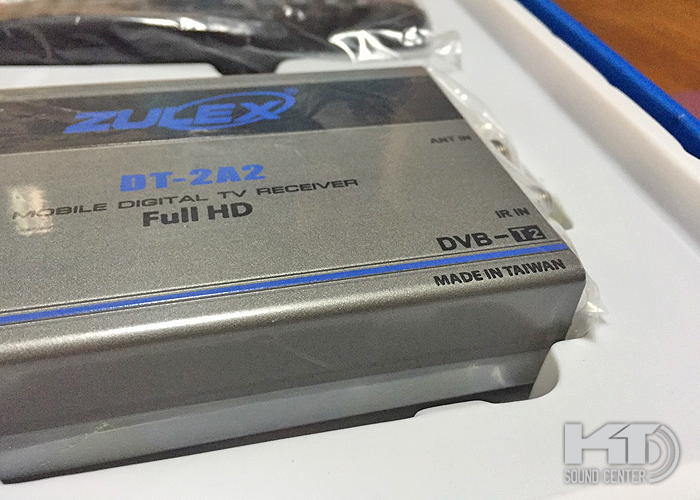 ZULEX
ANT IN
DT-2A2
MOBILE DIGITAL TV RECEIVER
Full HD
IR IN
DVB-T2
MADE IN TAIWAN
KT
SOUND CENTER